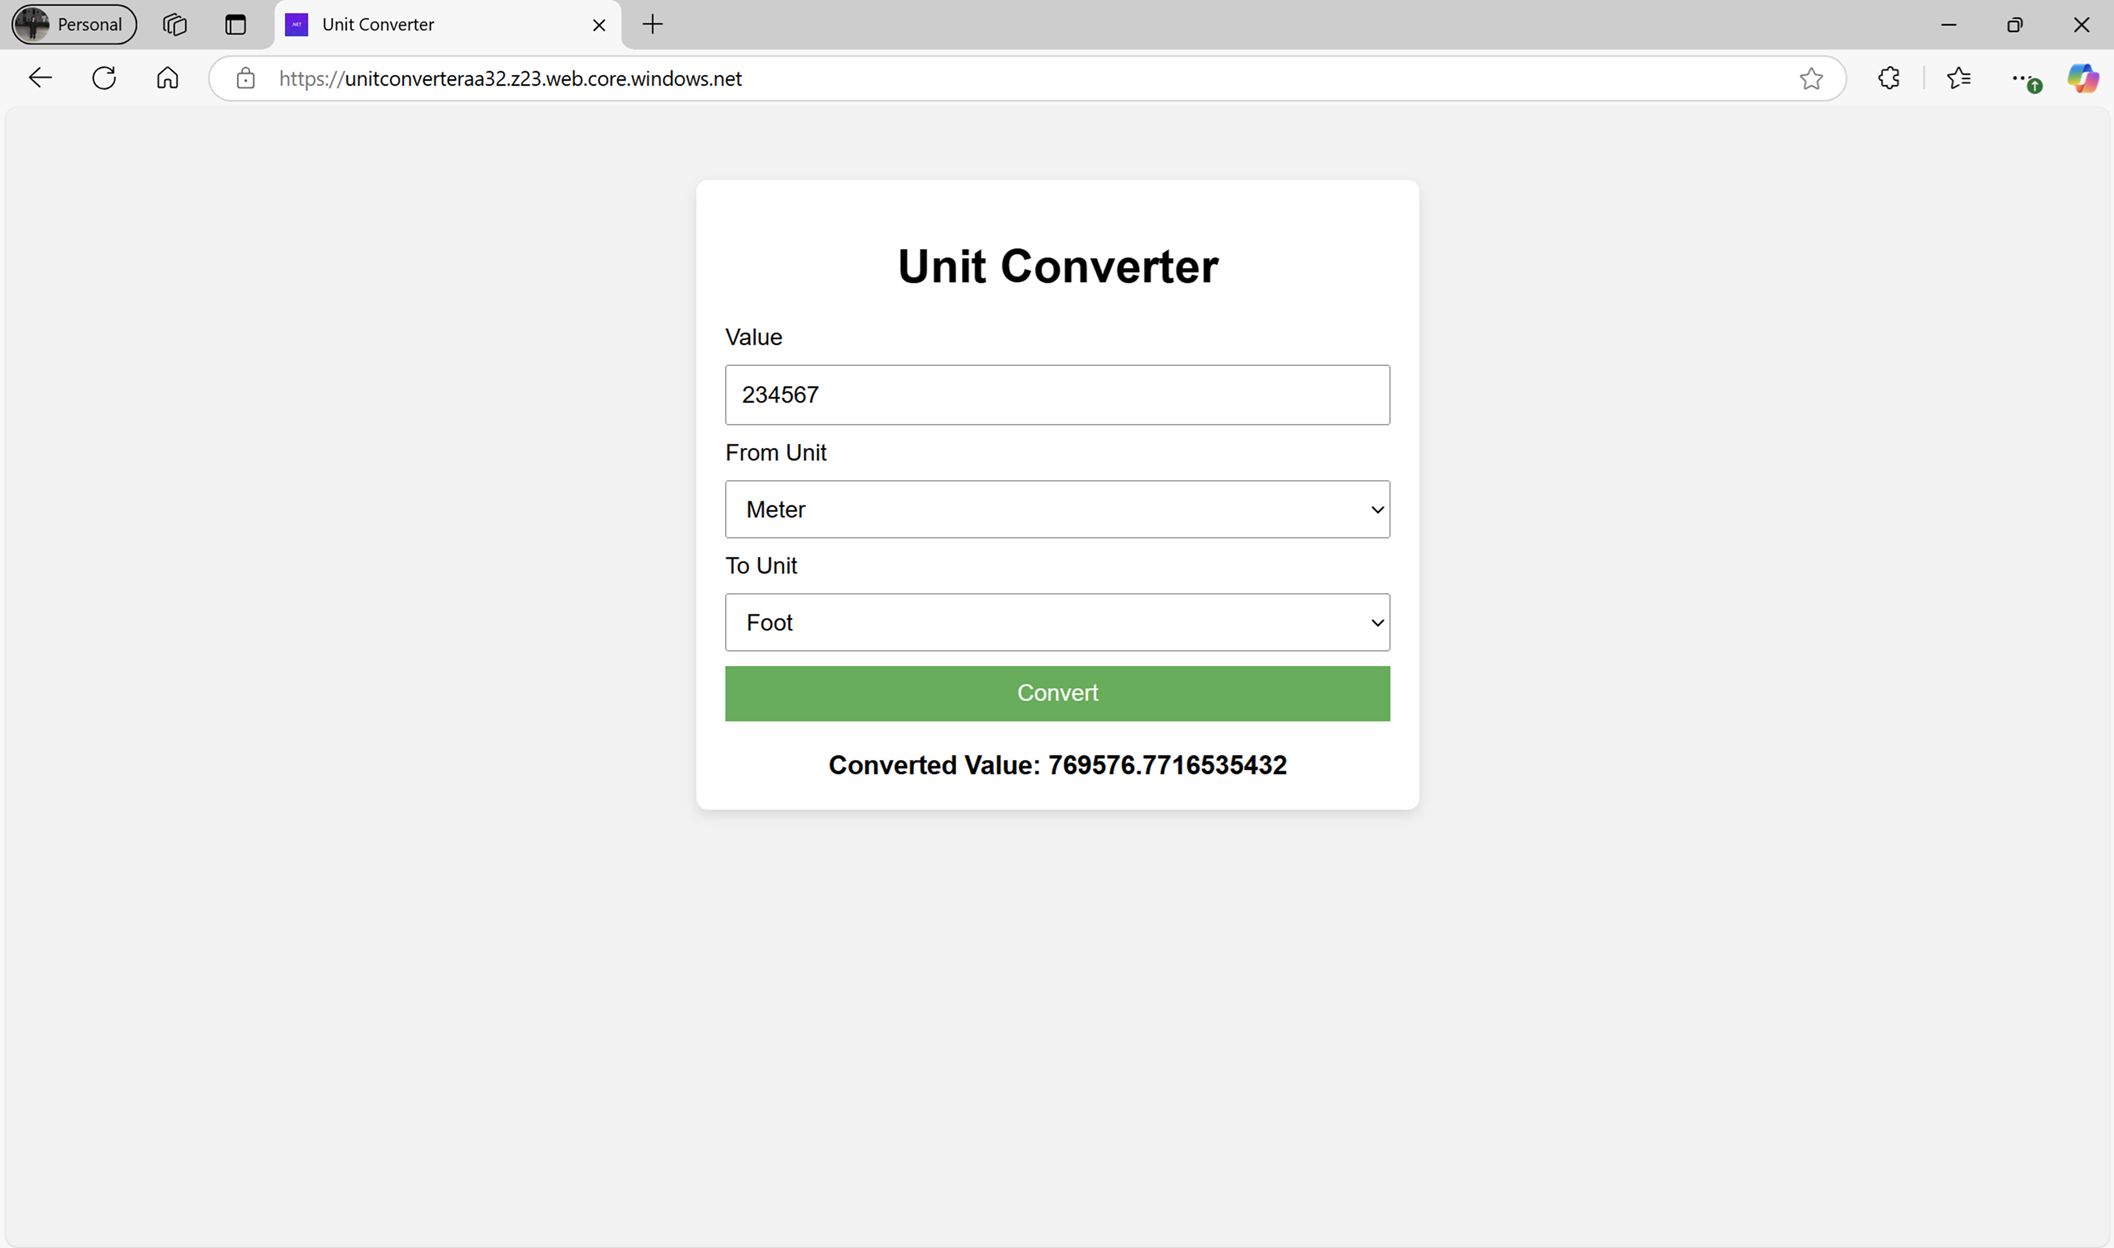 Personal
Unit Converter
https://unitconverteraa32.z23.web.core.windows.net
Unit Converter
Value
234567
From Unit
Meter
To Unit
Foot
Convert
Converted Value: 769576.7716535432